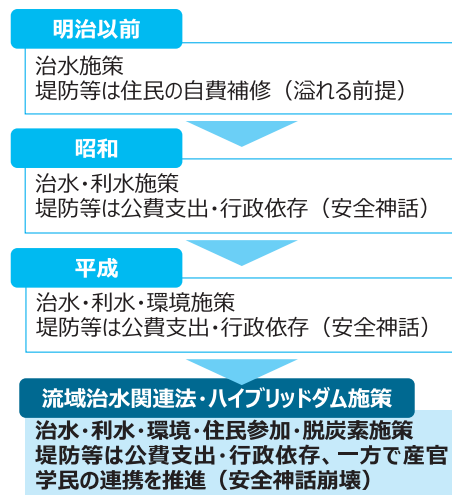 明治以前
治水施策
堤防等は住民の自費補修（溢れる前提）
昭和
治水・利水施策
堤防等は公費支出・行政依存（安全神話）
平成
治水・利水・環境施策
堤防等は公費支出・行政依存（安全神話）
流域治水関連法・ハイブリッドダム施策
治水・利水・環境・住民参加・脱炭素施策
堤防等は公費支出・行政依存、一方で産官
学民の連携を推進（安全神話崩壊）